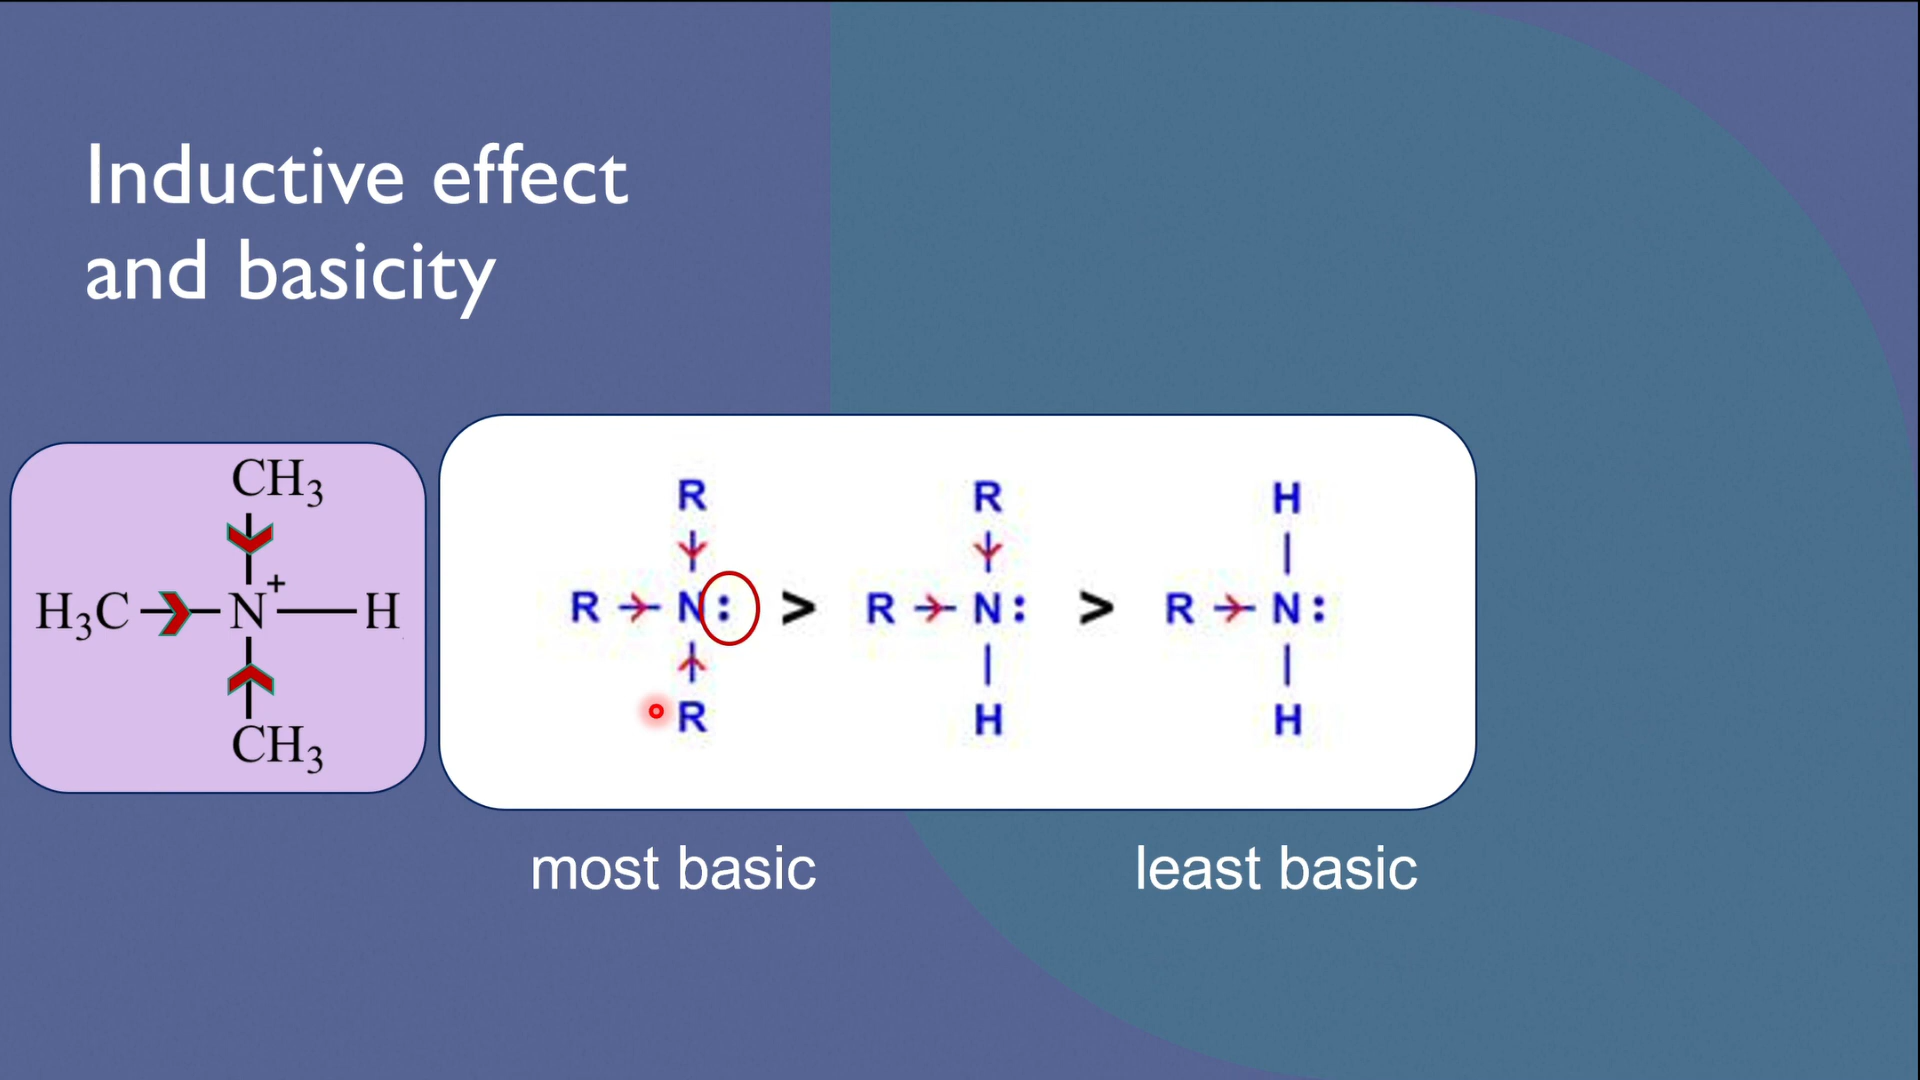 Inductive effect
and basicity
CH₃
H₃C N⁺ H
CH₃
R R H
R N: > R N: > R N:
R H H
most basic least basic